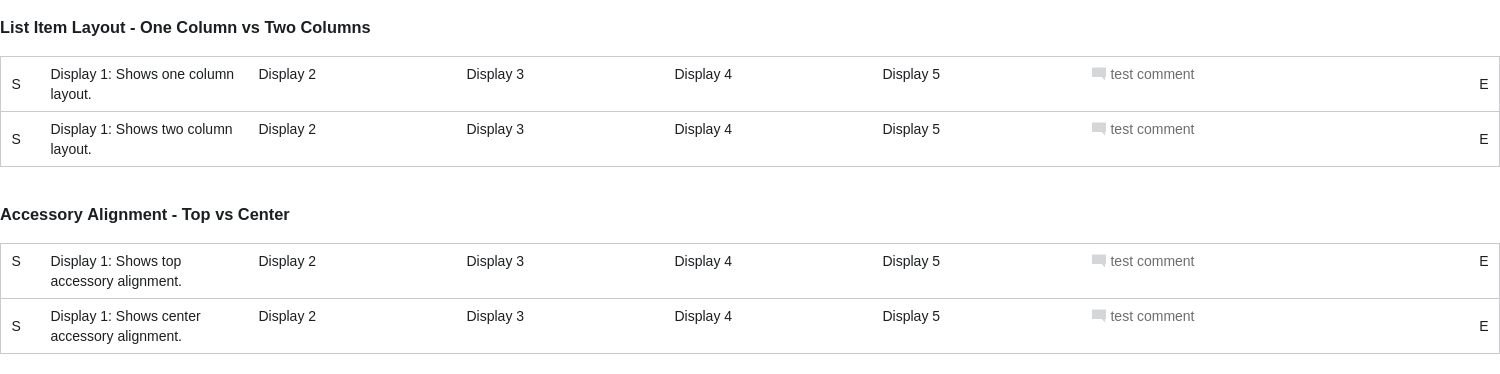 List Item Layout - One Column vs Two Columns
S Display 1: Shows one column layout. Display 2 Display 3 Display 4 Display 5 test comment E
S Display 1: Shows two column layout. Display 2 Display 3 Display 4 Display 5 test comment E
Accessory Alignment - Top vs Center
S Display 1: Shows top accessory alignment. Display 2 Display 3 Display 4 Display 5 test comment E
S Display 1: Shows center accessory alignment. Display 2 Display 3 Display 4 Display 5 test comment E